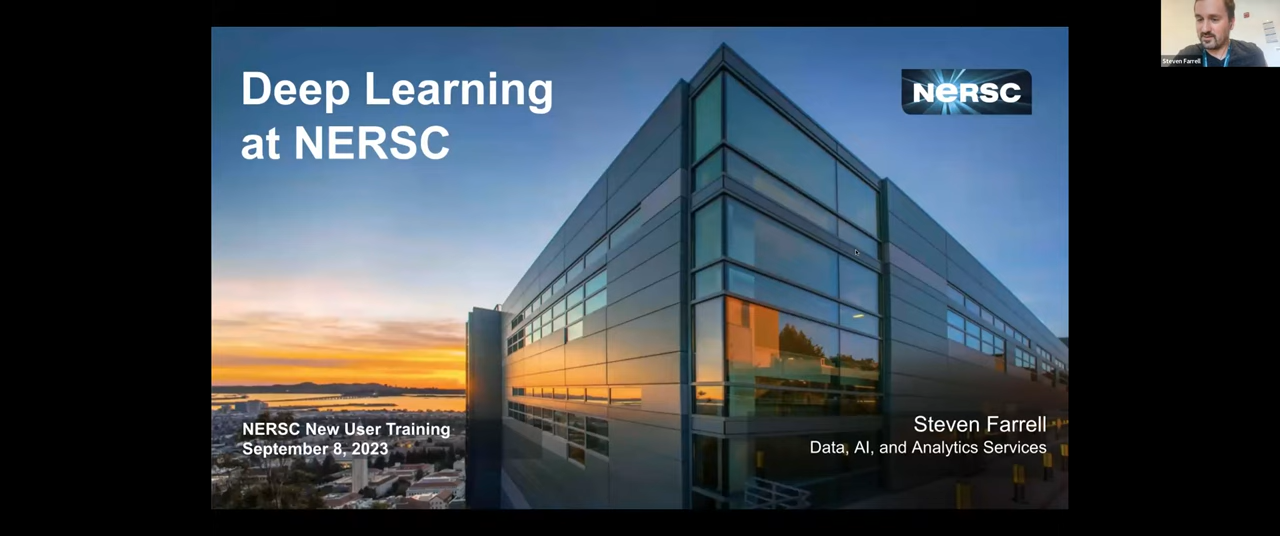 Deep Learning
at NERSC
NERSC
NERSC New User Training
September 8, 2023
Steven Farrell
Data, AI, and Analytics Services
Steven Farrell